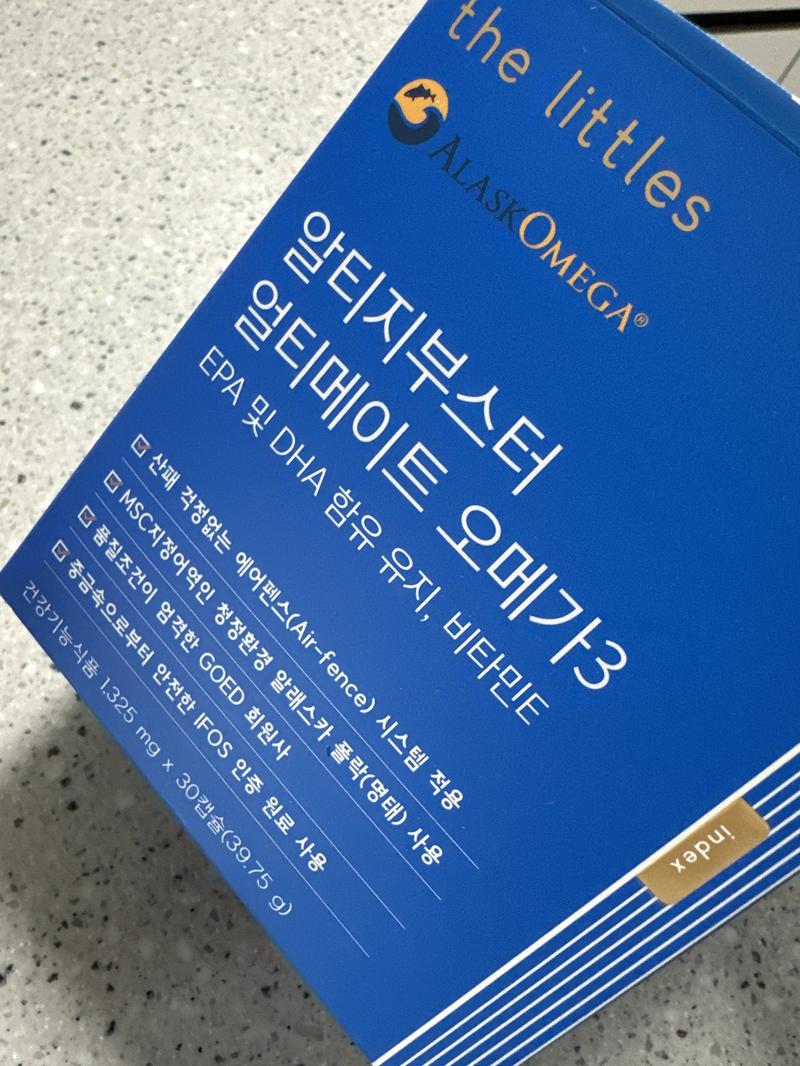 the littles
ALASKOMEGA®
알티지부스터
얼티메이트 오메가3
EPA 및 DHA 함유 유지, 비타민E
산패 걱정없는 에어펜스(Air-fence) 시스템 적용
MSC지정어역인 청정환경 알래스카 폴락(명태) 사용
품질조건이 엄격한 GOED 회원사
중금속으로부터 안전한 IFOS 인증 원료 사용
건강기능식품 1,325 mg x 30캡슐(39.75 g)
index